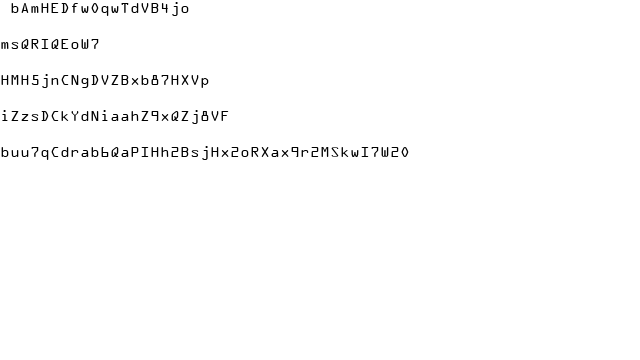 bAmHEDfw0qwTdVB4jo
msQRIQEoW7
HMH5jnCNgDVZBxb87HXVp
iZzsDCkYdNiaahZ9xQZj8VF
buu7qCdrab6QaPIHh2BsjHx2oRXax9r2MSkwI7W20